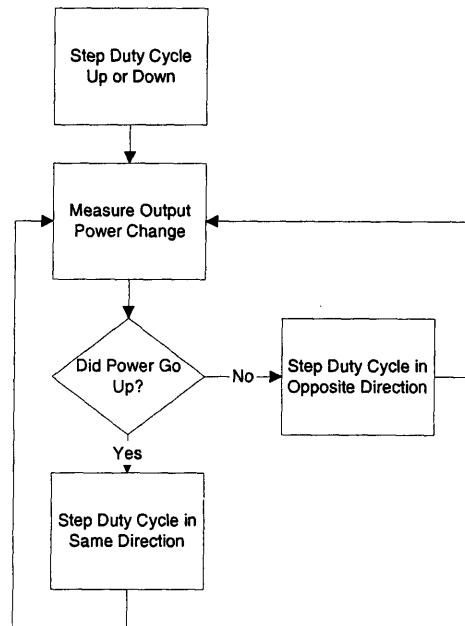 Step Duty Cycle
Up or Down
Measure Output
Power Change
Did Power Go
Up?
No
Step Duty Cycle in
Opposite Direction
Yes
Step Duty Cycle in
Same Direction